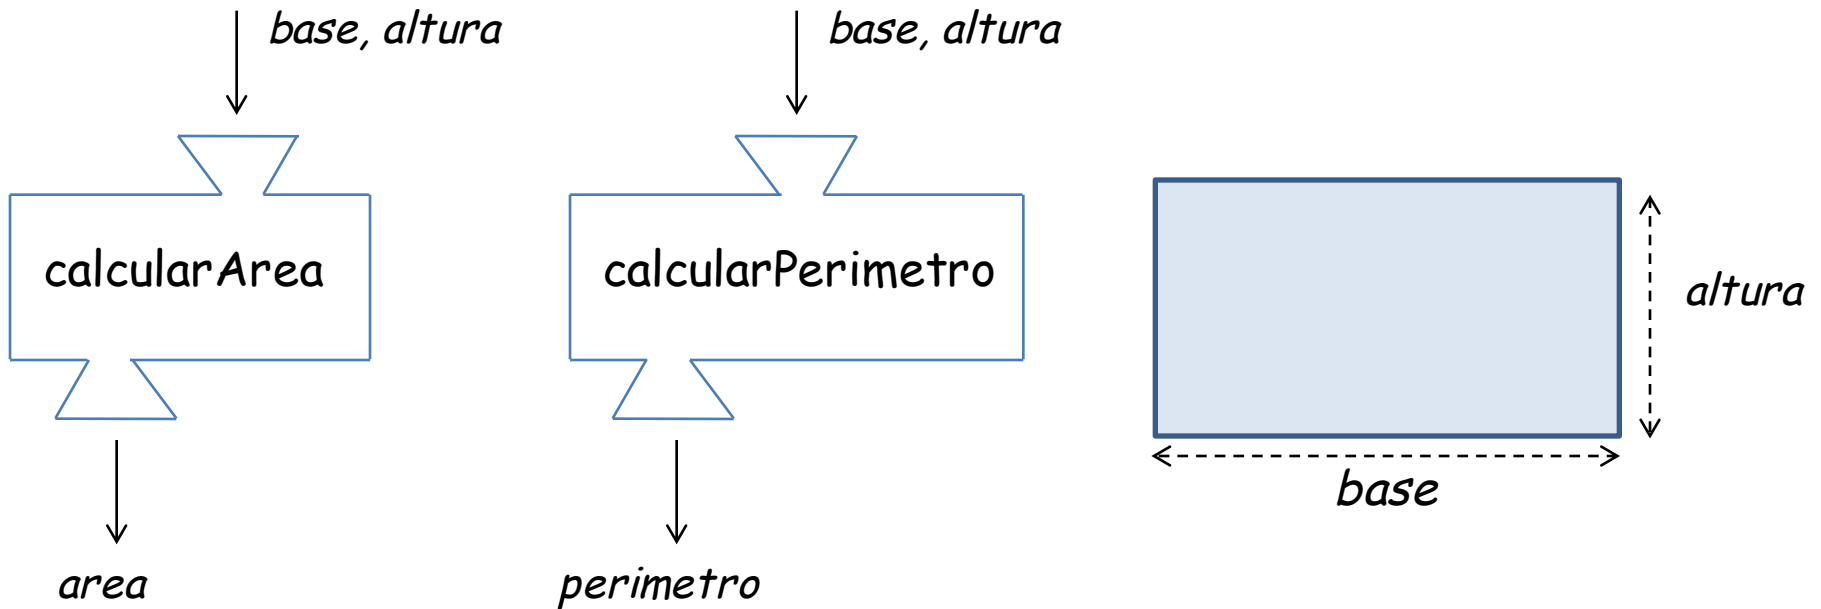 base, altura
base, altura
calcularArea
calcularPerimetro
altura
base
area
perimetro